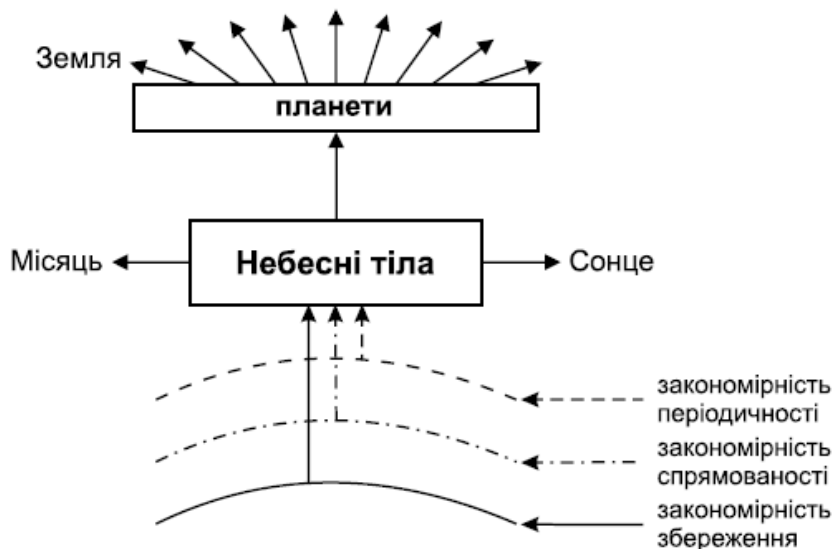 Земля
планети
Місяць
Небесні тіла
Сонце
закономірність
періодичності
закономірність
спрямованості
закономірність
збереження